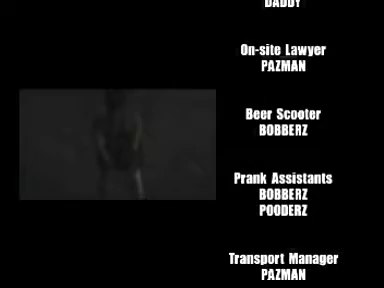 DADDY
On-site Lawyer
PAZMAN
Beer Scooter
BOBBERZ
Prank Assistants
BOBBERZ
POODERZ
Transport Manager
PAZMAN